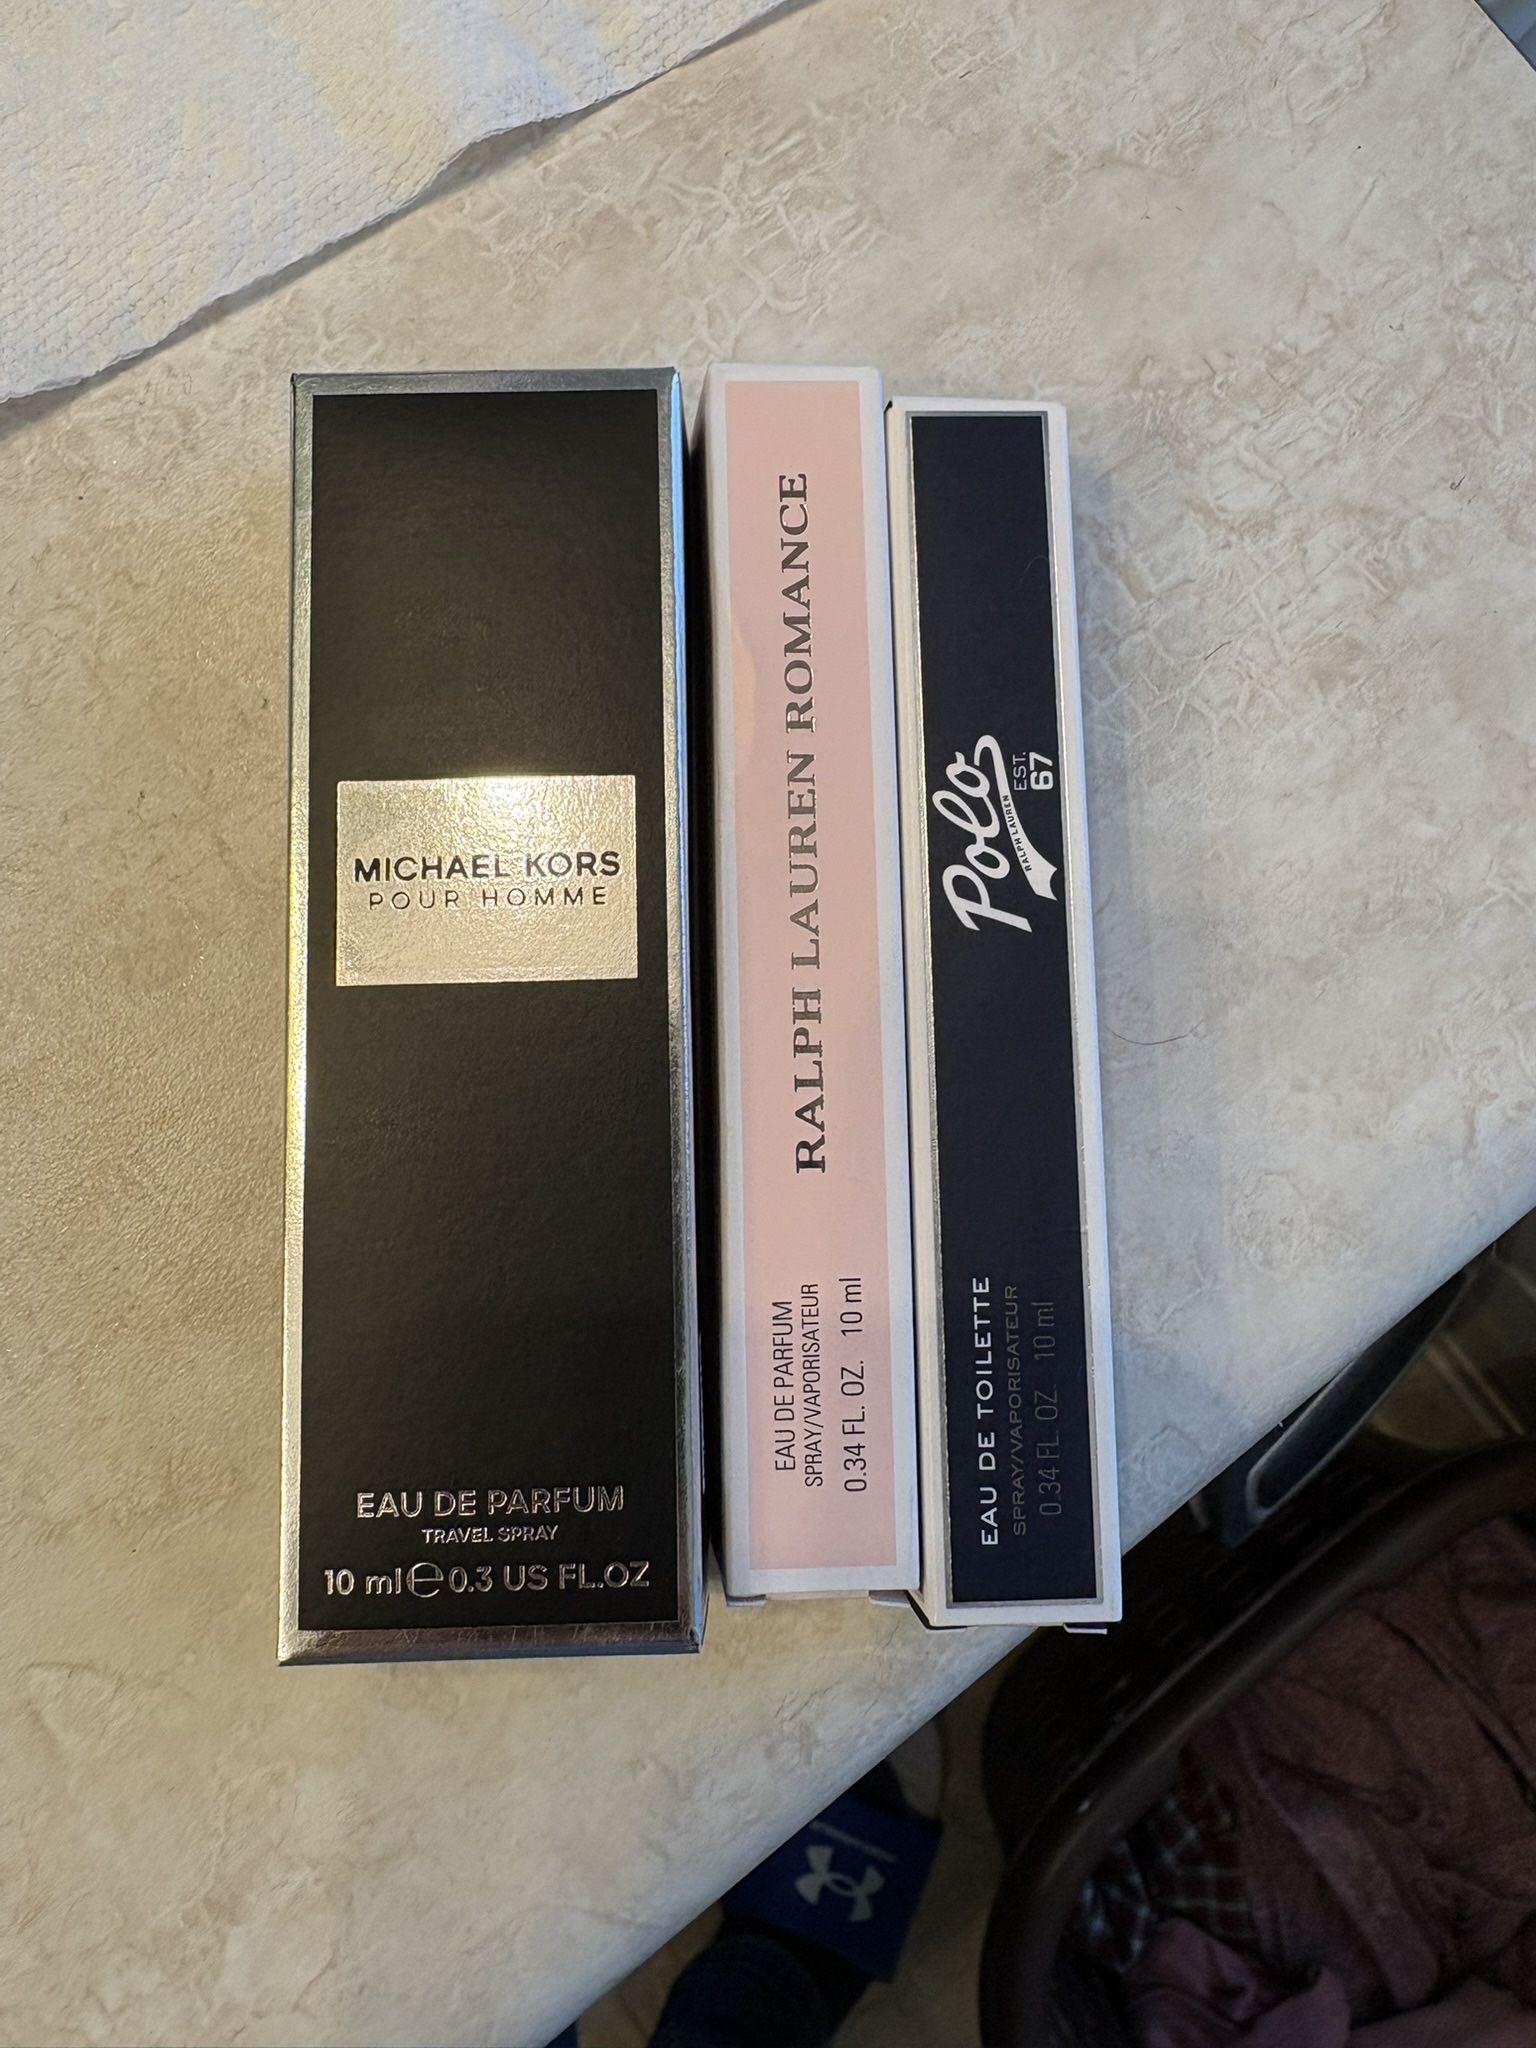 MICHAEL KORS
POUR HOMME
EAU DE PARFUM
TRAVEL SPRAY
10 ml℮0.3 US FL.OZ
RALPH LAUREN ROMANCE
EAU DE PARFUM
SPRAY/VAPORISATEUR
0.34 FL. OZ. 10 ml
Polo
RALPH LAUREN
EST.
67
EAU DE TOILETTE
SPRAY/VAPORISATEUR
0.34 FL. OZ. 10 ml